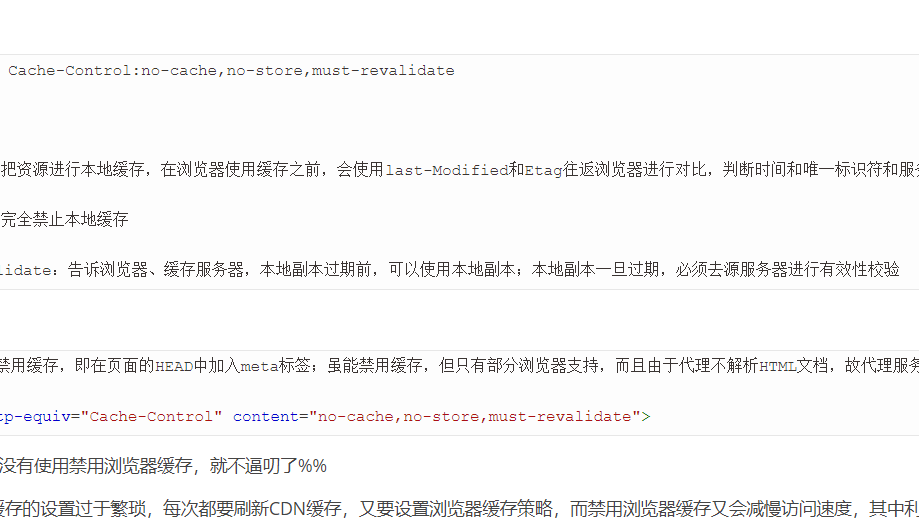 Cache-Control:no-cache,no-store,must-revalidate
把资源进行本地缓存，在浏览器使用缓存之前，会使用last-Modified和Etag往返浏览器进行对比，判断时间和唯一标识符和服务
完全禁止本地缓存
lidate：告诉浏览器、缓存服务器，本地副本过期前，可以使用本地副本；本地副本一旦过期，必须去源服务器进行有效性校验
禁用缓存，即在页面的HEAD中加入meta标签；虽能禁用缓存，但只有部分浏览器支持，而且由于代理不解析HTML文档，故代理服务
tp-equiv="Cache-Control" content="no-cache,no-store,must-revalidate">
没有使用禁用浏览器缓存，就不逼叨了%%
缓存的设置过于繁琐，每次都要刷新CDN缓存，又要设置浏览器缓存策略，而禁用浏览器缓存又会减慢访问速度，其中利